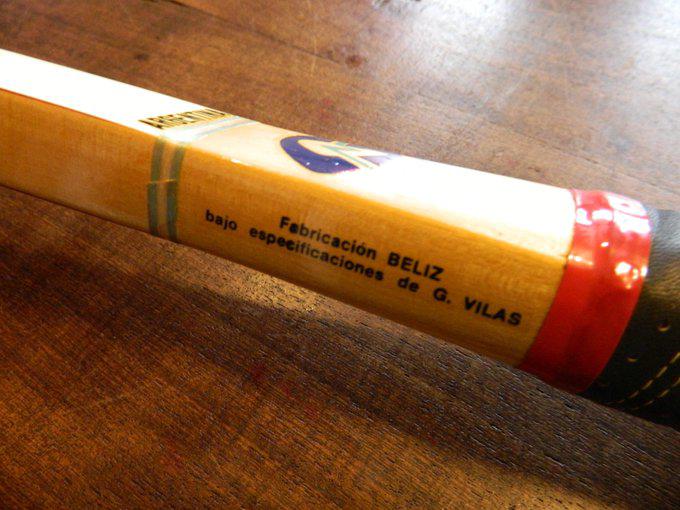 ARGENTINA
Fabricación BELIZ
bajo especificaciones de G. VILAS